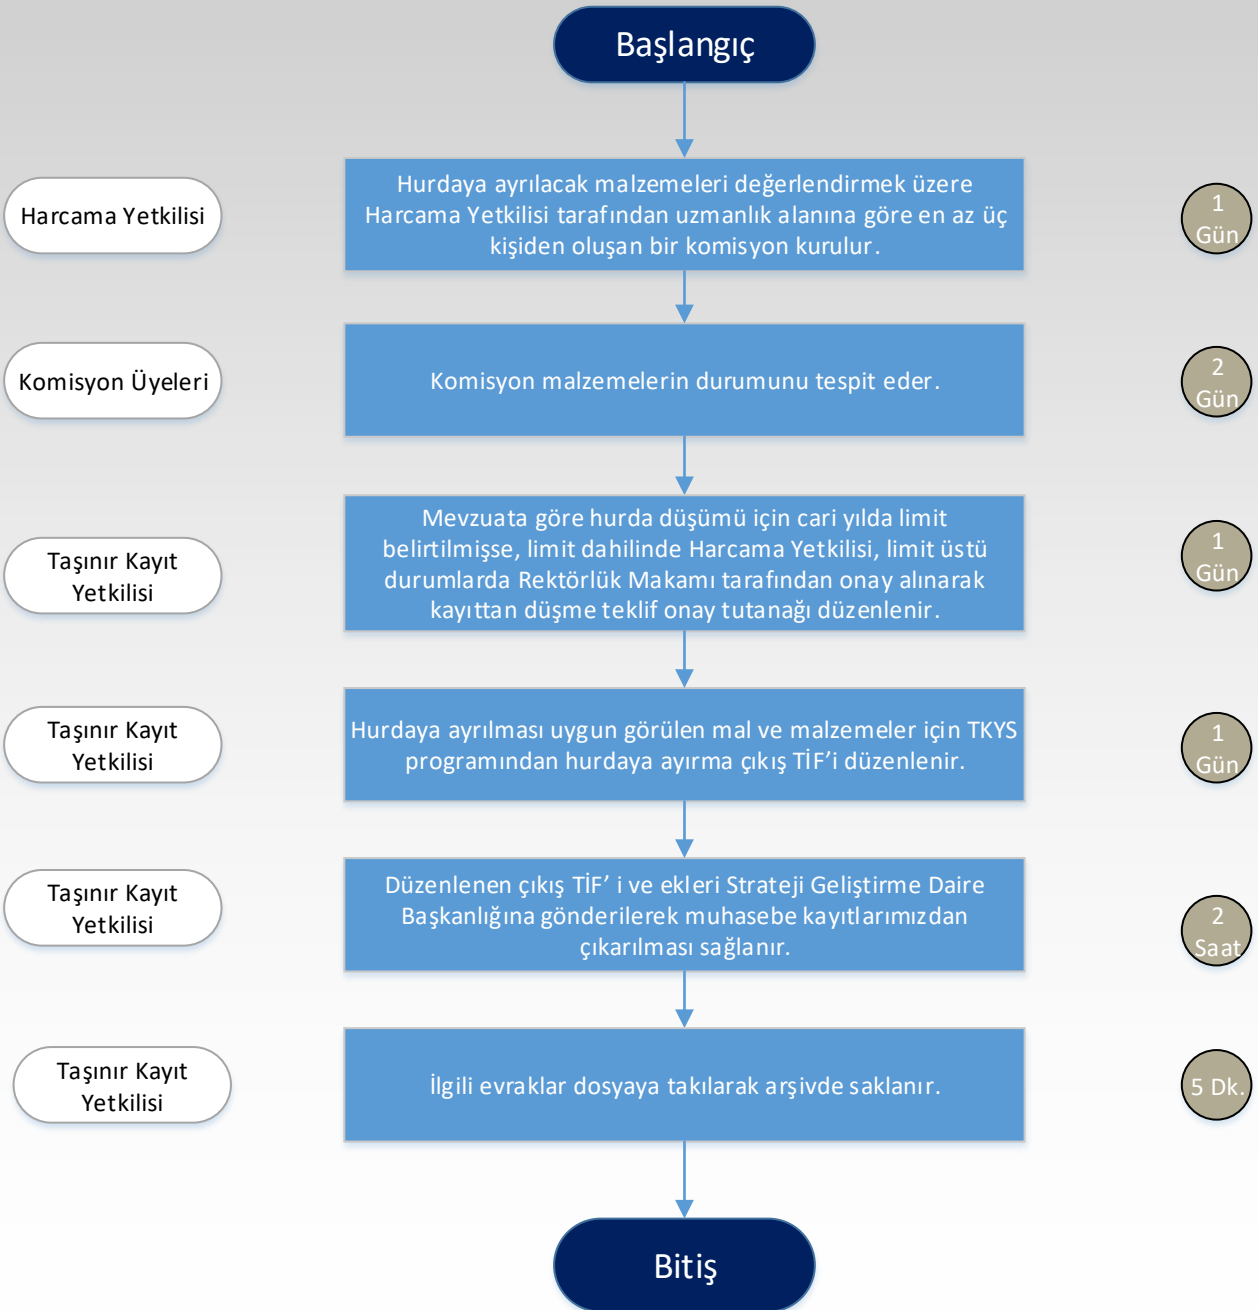 Başlangıç
Harcama Yetkilisi
Hurdaya ayrılacak malzemeleri değerlendirmek üzere
Harcama Yetkilisi tarafından uzmanlık alanına göre en az üç
kişiden oluşan bir komisyon kurulur.
1
Gün
Komisyon Üyeleri
Komisyon malzemelerin durumunu tespit eder.
2
Gün
Taşınır Kayıt
Yetkilisi
Mevzuata göre hurda düşümü için cari yılda limit
belirtilmişse, limit dahilinde Harcama Yetkilisi, limit üstü
durumlarda Rektörlük Makamı tarafından onay alınarak
kayıttan düşme teklif onay tutanağı düzenlenir.
1
Gün
Taşınır Kayıt
Yetkilisi
Hurdaya ayrılması uygun görülen mal ve malzemeler için TKYS
programından hurdaya ayırma çıkış TİF’i düzenlenir.
1
Gün
Taşınır Kayıt
Yetkilisi
Düzenlenen çıkış TİF’ i ve ekleri Strateji Geliştirme Daire
Başkanlığına gönderilerek muhasebe kayıtlarımızdan
çıkarılması sağlanır.
2
Saat
Taşınır Kayıt
Yetkilisi
İlgili evraklar dosyaya takılarak arşivde saklanır.
5 Dk.
Bitiş